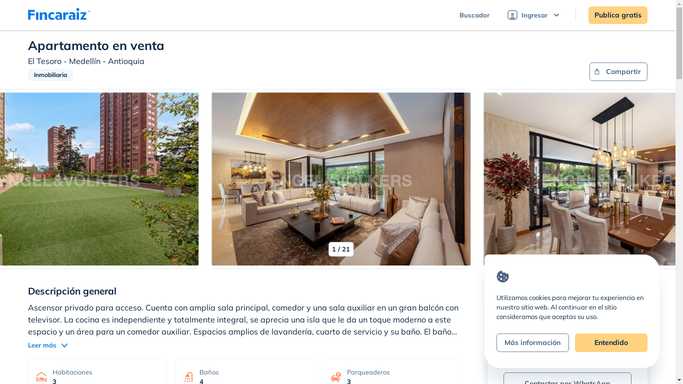 Fincaraiz
Buscador
Ingresar
Publica gratis
Apartamento en venta
El Tesoro - Medellín - Antioquia
Inmobiliaria
Compartir
ENGEL&VÖLKERS
1 / 21
Descripción general
Ascensor privado para acceso. Cuenta con amplia sala principal, comedor y una sala auxiliar en un gran balcón con
televisor. La cocina es independiente y totalmente integral, se aprecia una isla que le da un toque moderno a este
espacio y un área para un comedor auxiliar. Espacios amplios de lavandería, cuarto de servicio y su baño. El baño...
Leer más
Habitaciones
3
Baños
4
Parqueaderos
3
Utilizamos cookies para mejorar tu experiencia en
nuestro sitio web. Al continuar en el sitio
consideramos que aceptas su uso.
Más información
Entendido
Contactar por WhatsApp